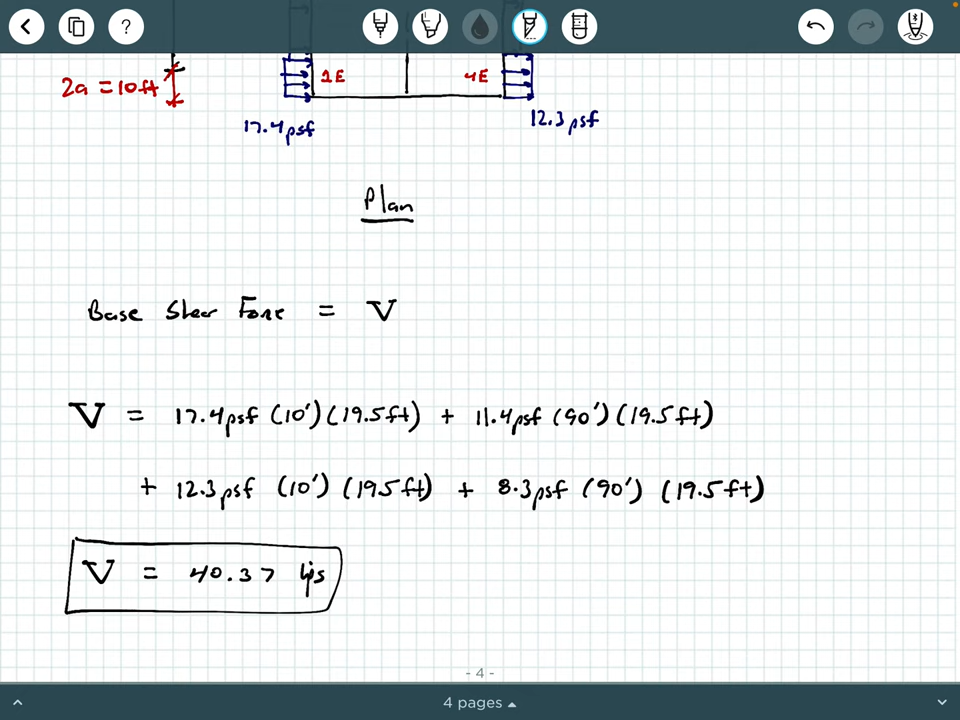 ?
2a = 10ft
1E
4E
17.4psf
12.3psf
Plan
Base Shear Force = V
V = 17.4psf (10')(19.5ft) + 11.4psf (90')(19.5ft)
+ 12.3psf (10')(19.5ft) + 8.3psf (90') (19.5ft)
V = 40.37 kips
- 4 -
4 pages